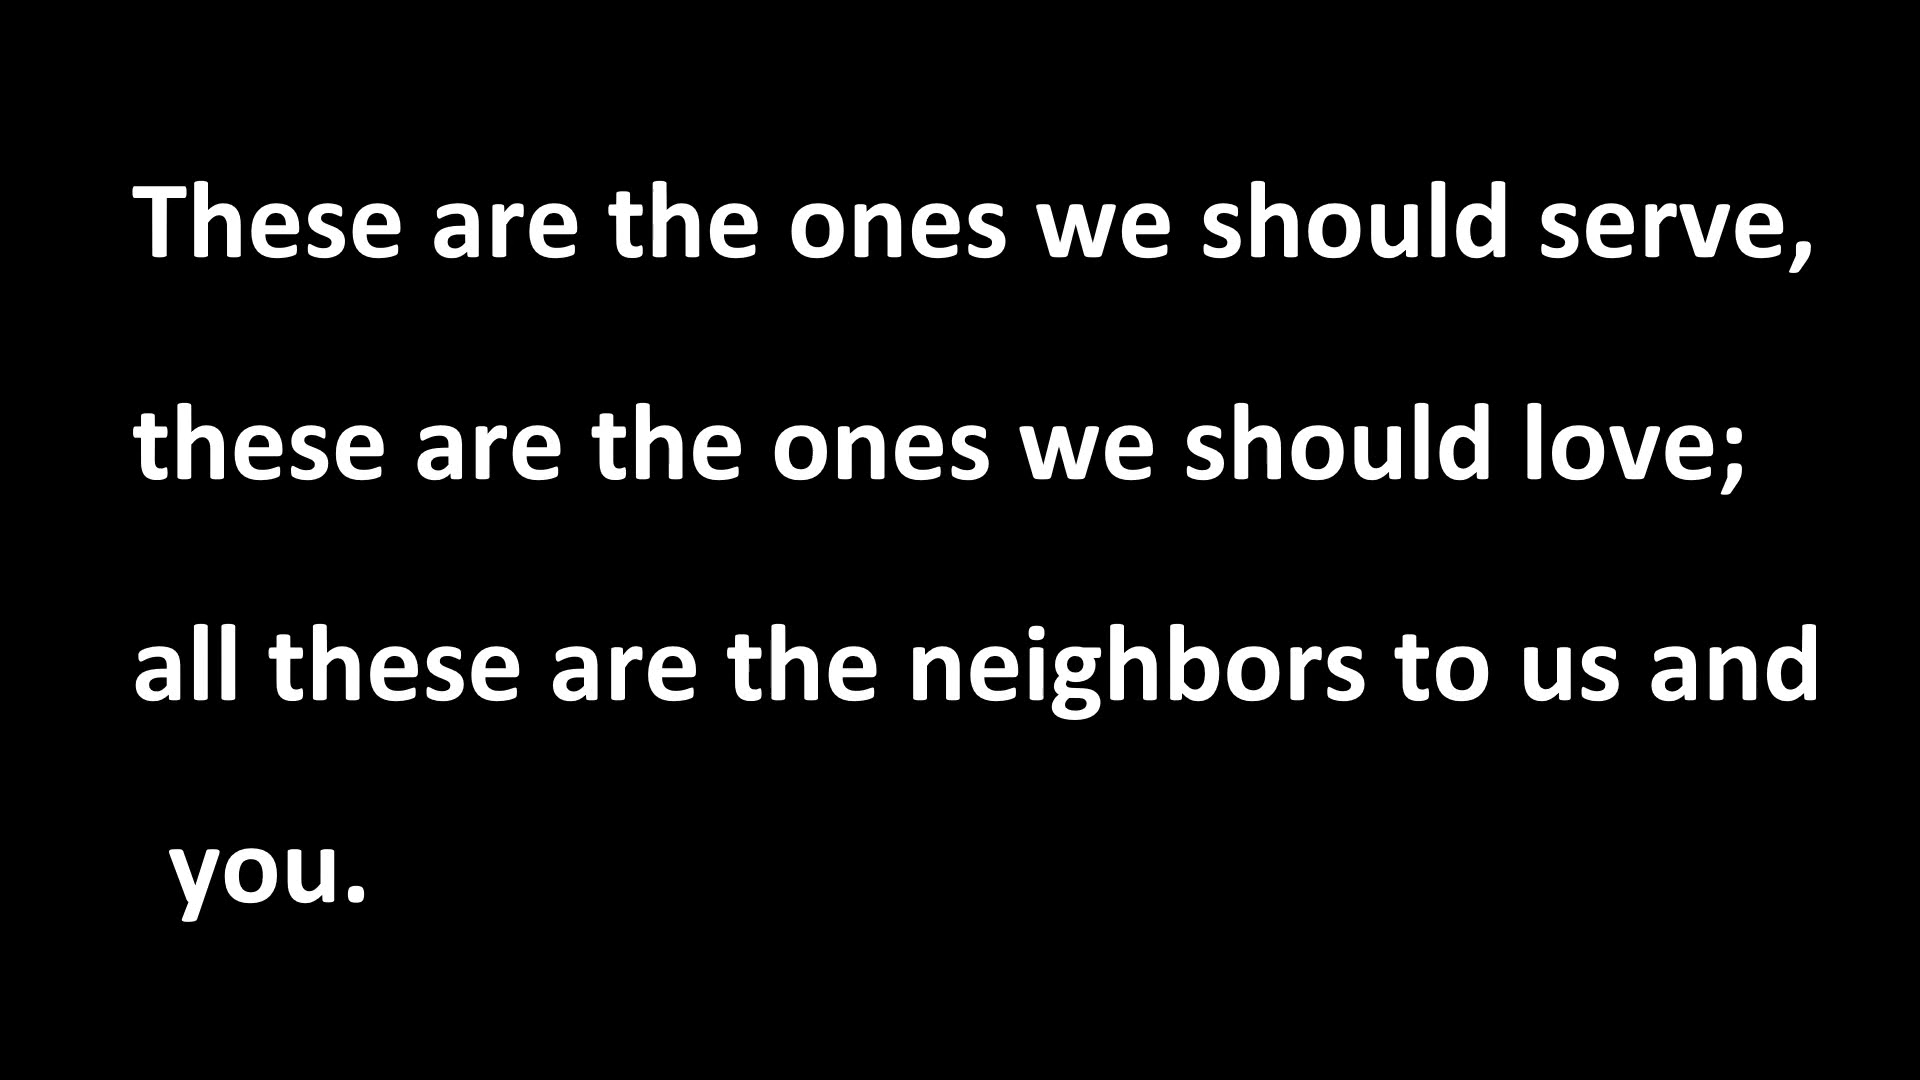 These are the ones we should serve,
these are the ones we should love;
all these are the neighbors to us and
you.